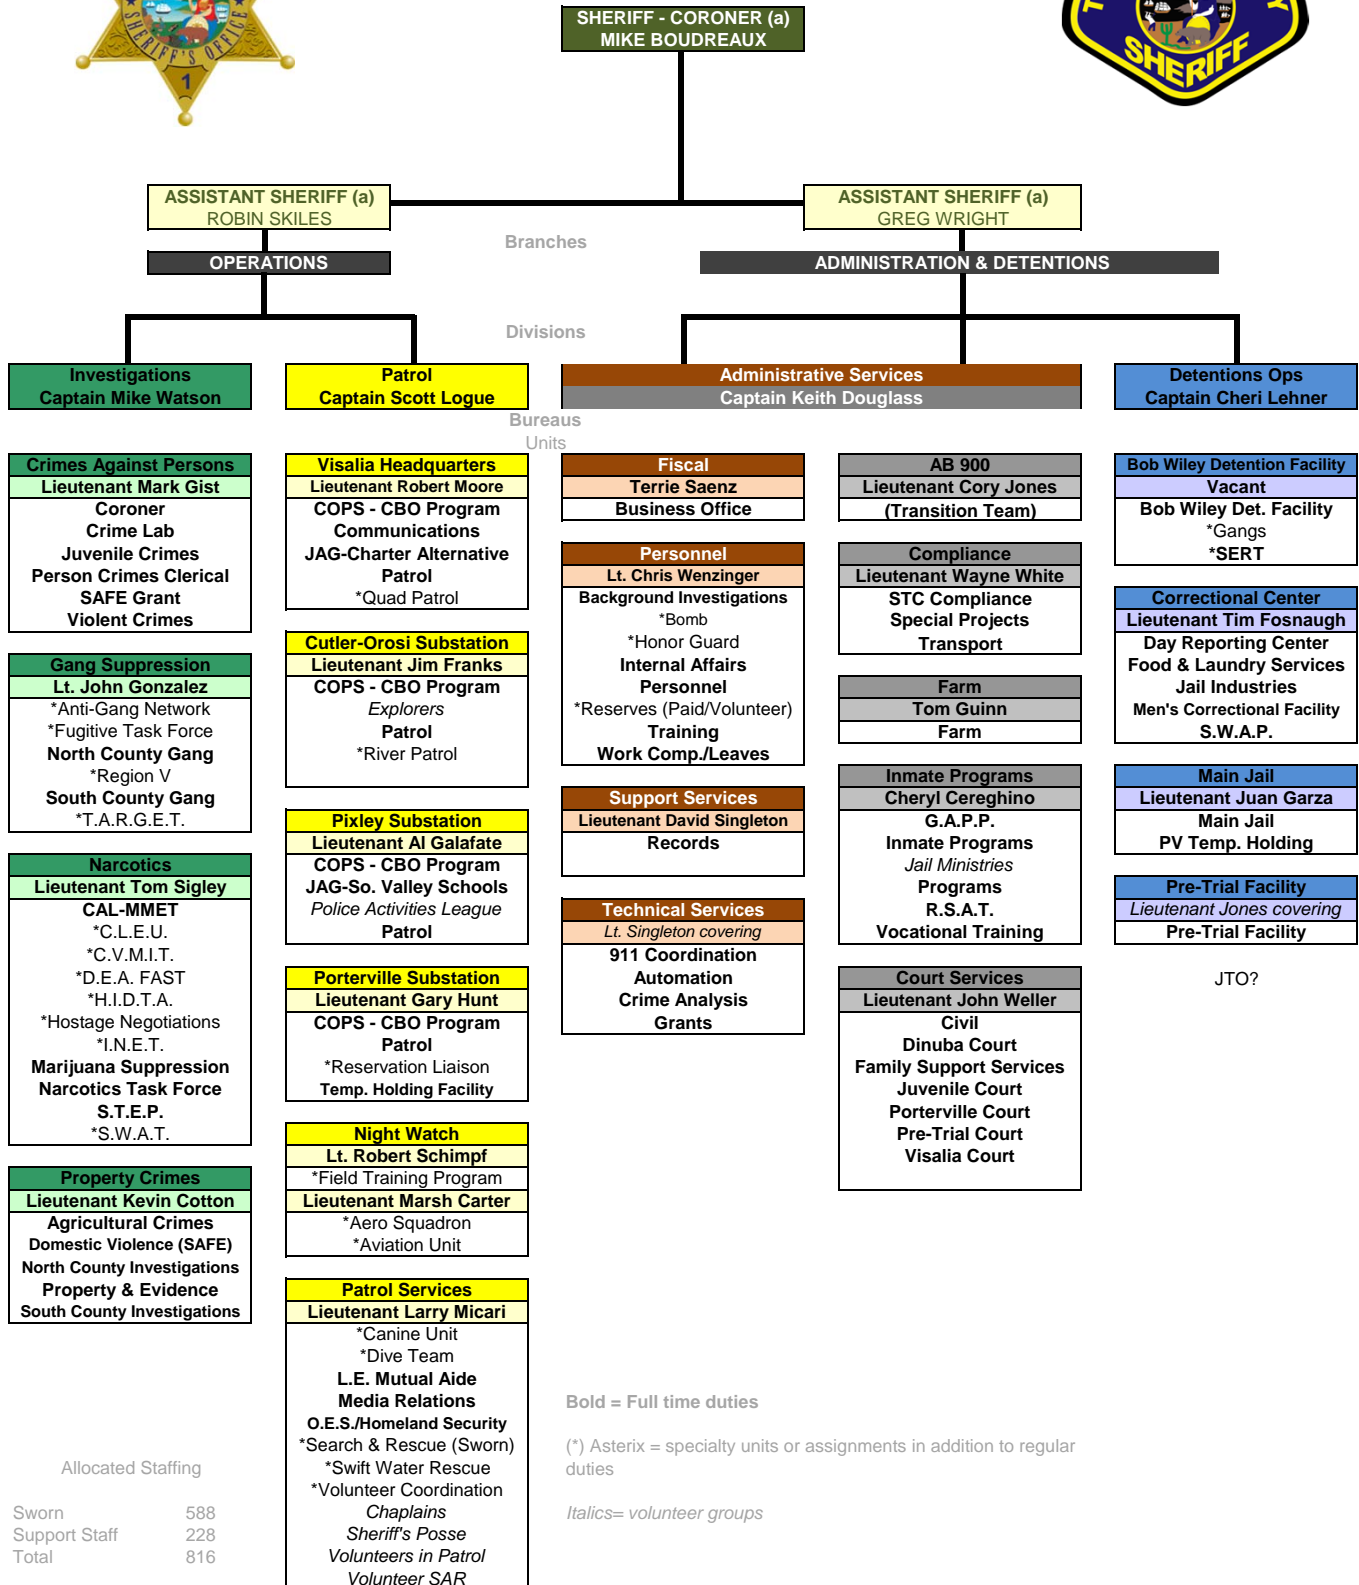 SHERIFF'S OFFICE
1
SHERIFF
SHERIFF - CORONER (a)
MIKE BOUDREAUX
ASSISTANT SHERIFF (a)
ROBIN SKILES
ASSISTANT SHERIFF (a)
GREG WRIGHT
Branches
OPERATIONS
ADMINISTRATION & DETENTIONS
Divisions
Investigations
Captain Mike Watson
Patrol
Captain Scott Logue
Administrative Services
Captain Keith Douglass
Detentions Ops
Captain Cheri Lehner
Bureaus
Units
Crimes Against Persons
Lieutenant Mark Gist
Coroner
Crime Lab
Juvenile Crimes
Person Crimes Clerical
SAFE Grant
Violent Crimes
Gang Suppression
Lt. John Gonzalez
*Anti-Gang Network
*Fugitive Task Force
North County Gang
*Region V
South County Gang
*T.A.R.G.E.T.
Narcotics
Lieutenant Tom Sigley
CAL-MMET
*C.L.E.U.
*C.V.M.I.T.
*D.E.A. FAST
*H.I.D.T.A.
*Hostage Negotiations
*I.N.E.T.
Marijuana Suppression
Narcotics Task Force
S.T.E.P.
*S.W.A.T.
Property Crimes
Lieutenant Kevin Cotton
Agricultural Crimes
Domestic Violence (SAFE)
North County Investigations
Property & Evidence
South County Investigations
Visalia Headquarters
Lieutenant Robert Moore
COPS - CBO Program
Communications
JAG-Charter Alternative
Patrol
*Quad Patrol
Cutler-Orosi Substation
Lieutenant Jim Franks
COPS - CBO Program
Explorers
Patrol
*River Patrol
Pixley Substation
Lieutenant Al Galafate
COPS - CBO Program
JAG-So. Valley Schools
Police Activities League
Patrol
Porterville Substation
Lieutenant Gary Hunt
COPS - CBO Program
Patrol
*Reservation Liaison
Temp. Holding Facility
Night Watch
Lt. Robert Schimpf
*Field Training Program
Lieutenant Marsh Carter
*Aero Squadron
*Aviation Unit
Patrol Services
Lieutenant Larry Micari
*Canine Unit
*Dive Team
L.E. Mutual Aide
Media Relations
O.E.S./Homeland Security
*Search & Rescue (Sworn)
*Swift Water Rescue
*Volunteer Coordination
Chaplains
Sheriff's Posse
Volunteers in Patrol
Volunteer SAR
Fiscal
Terrie Saenz
Business Office
Personnel
Lt. Chris Wenzinger
Background Investigations
*Bomb
*Honor Guard
Internal Affairs
Personnel
*Reserves (Paid/Volunteer)
Training
Work Comp./Leaves
Support Services
Lieutenant David Singleton
Records
Technical Services
Lt. Singleton covering
911 Coordination
Automation
Crime Analysis
Grants
AB 900
Lieutenant Cory Jones
(Transition Team)
Compliance
Lieutenant Wayne White
STC Compliance
Special Projects
Transport
Farm
Tom Guinn
Farm
Inmate Programs
Cheryl Cereghino
G.A.P.P.
Inmate Programs
Jail Ministries
Programs
R.S.A.T.
Vocational Training
Court Services
Lieutenant John Weller
Civil
Dinuba Court
Family Support Services
Juvenile Court
Porterville Court
Pre-Trial Court
Visalia Court
Bob Wiley Detention Facility
Vacant
Bob Wiley Det. Facility
*Gangs
*SERT
Correctional Center
Lieutenant Tim Fosnaugh
Day Reporting Center
Food & Laundry Services
Jail Industries
Men's Correctional Facility
S.W.A.P.
Main Jail
Lieutenant Juan Garza
Main Jail
PV Temp. Holding
Pre-Trial Facility
Lieutenant Jones covering
Pre-Trial Facility
JTO?
Bold = Full time duties
(*) Asterix = specialty units or assignments in addition to regular
duties
Italics= volunteer groups
Allocated Staffing
Sworn 588
Support Staff 228
Total 816